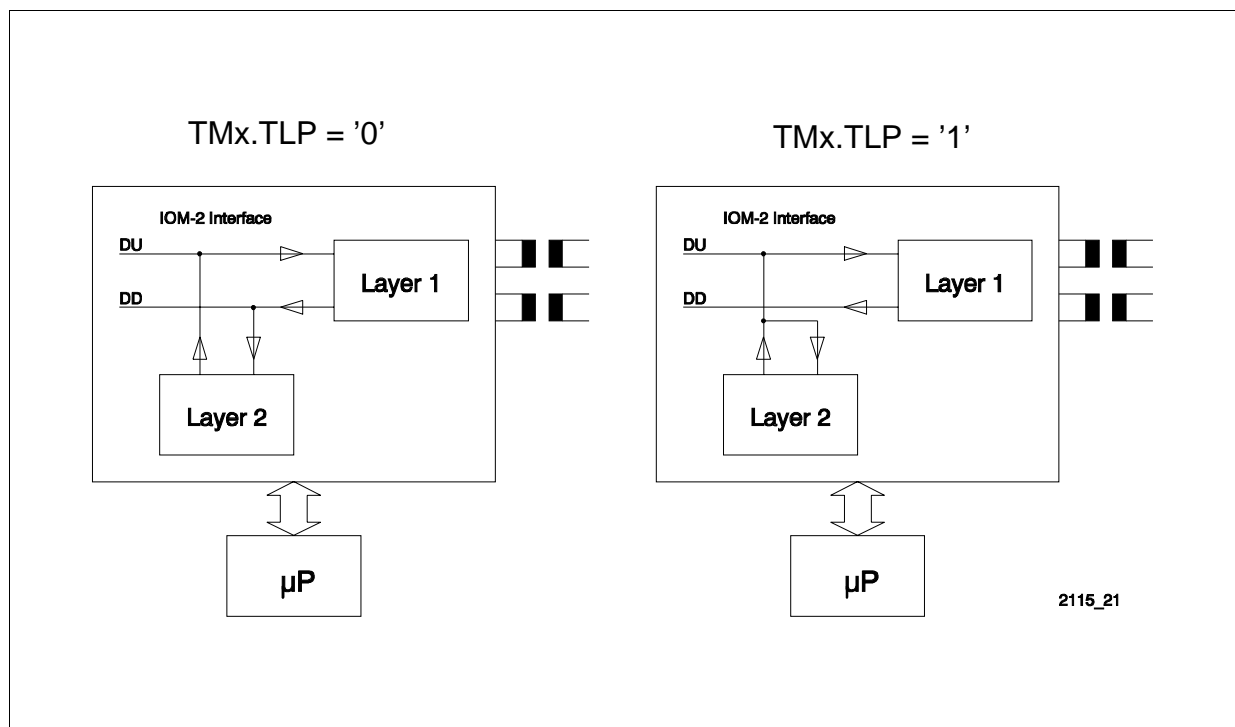 TMx.TLP = ’0’
TMx.TLP = ’1’
IOM-2 Interface
DU
Layer 1
DD
Layer 2
µP
IOM-2 Interface
DU
Layer 1
DD
Layer 2
µP
2115_21